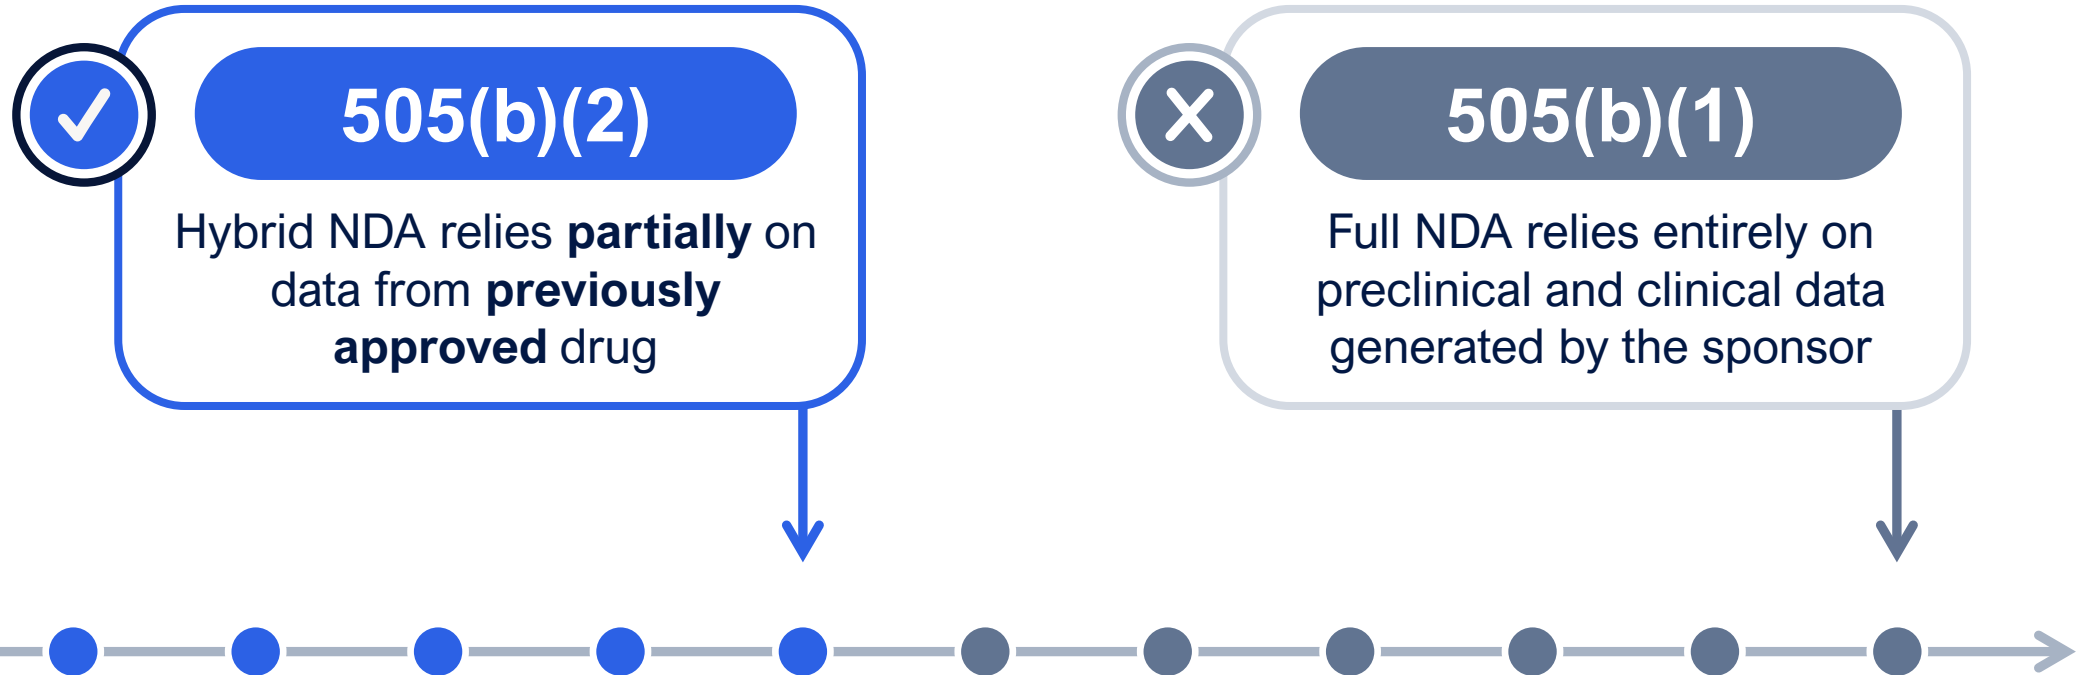 505(b)(2)
Hybrid NDA relies partially on
data from previously
approved drug
505(b)(1)
Full NDA relies entirely on
preclinical and clinical data
generated by the sponsor